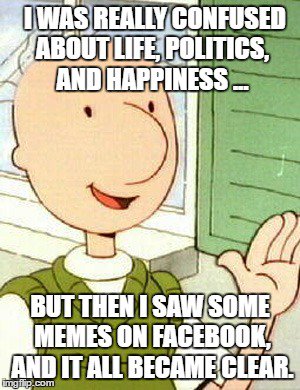 I WAS REALLY CONFUSED
ABOUT LIFE, POLITICS,
AND HAPPINESS ...
BUT THEN I SAW SOME
MEMES ON FACEBOOK,
AND IT ALL BECAME CLEAR.
imgflip.com